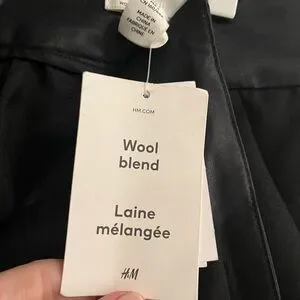 MADE IN
CHINA
FABRIQUÉ EN
CHINE
HM.COM
Wool
blend
Laine
mélangée
H&M